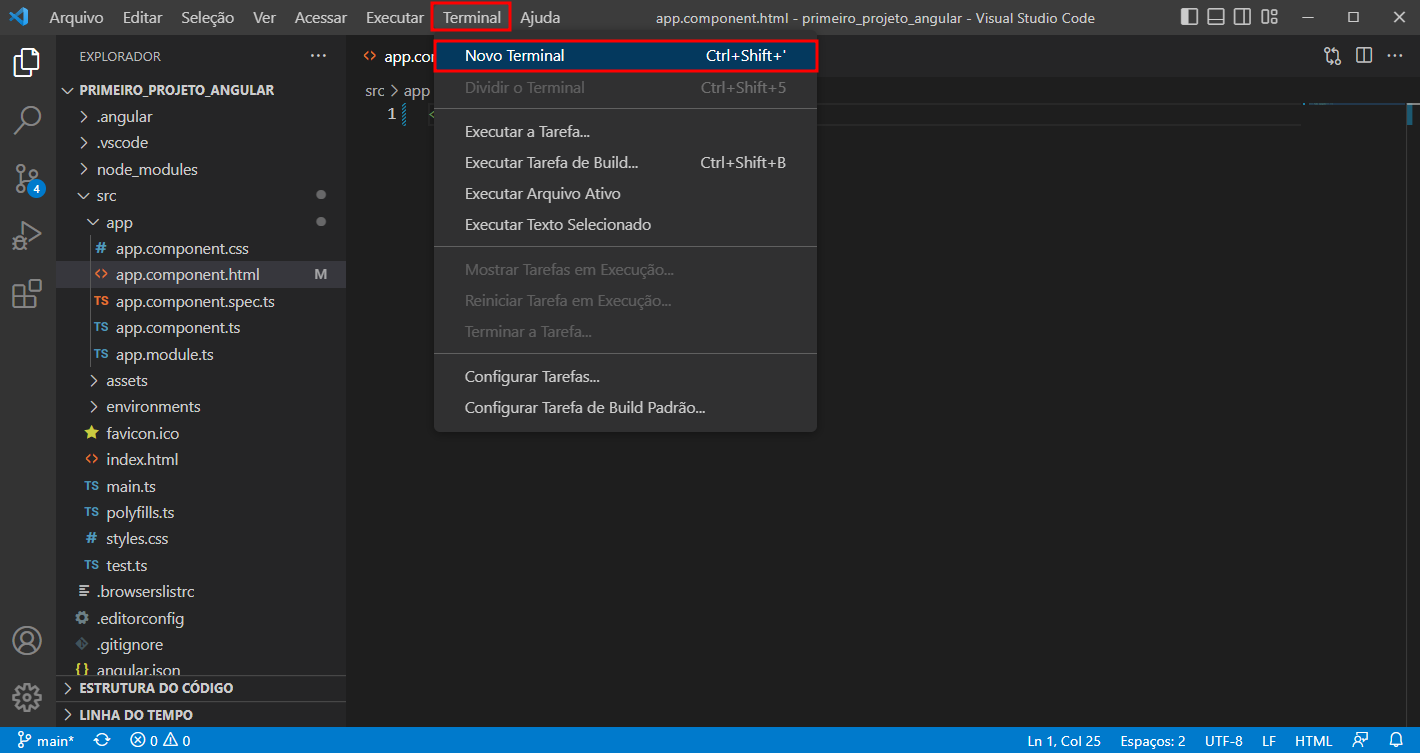 Arquivo Editar Seleção Ver Acessar Executar Terminal Ajuda app.component.html - primeiro_projeto_angular - Visual Studio Code
EXPLORADOR
PRIMEIRO_PROJETO_ANGULAR
.angular
.vscode
node_modules
src
app
app.component.css
app.component.html M
app.component.spec.ts
app.component.ts
app.module.ts
assets
environments
favicon.ico
index.html
main.ts
polyfills.ts
styles.css
test.ts
.browserslistrc
.editorconfig
.gitignore
angular.json
ESTRUTURA DO CÓDIGO
LINHA DO TEMPO
4
src > app
1 <
Novo Terminal Ctrl+Shift+'
Dividir o Terminal Ctrl+Shift+5
Executar a Tarefa...
Executar Tarefa de Build... Ctrl+Shift+B
Executar Arquivo Ativo
Executar Texto Selecionado
Mostrar Tarefas em Execução...
Reiniciar Tarefa em Execução...
Terminar a Tarefa...
Configurar Tarefas...
Configurar Tarefa de Build Padrão...
main* 0 0 Ln 1, Col 25 Espaços: 2 UTF-8 LF HTML